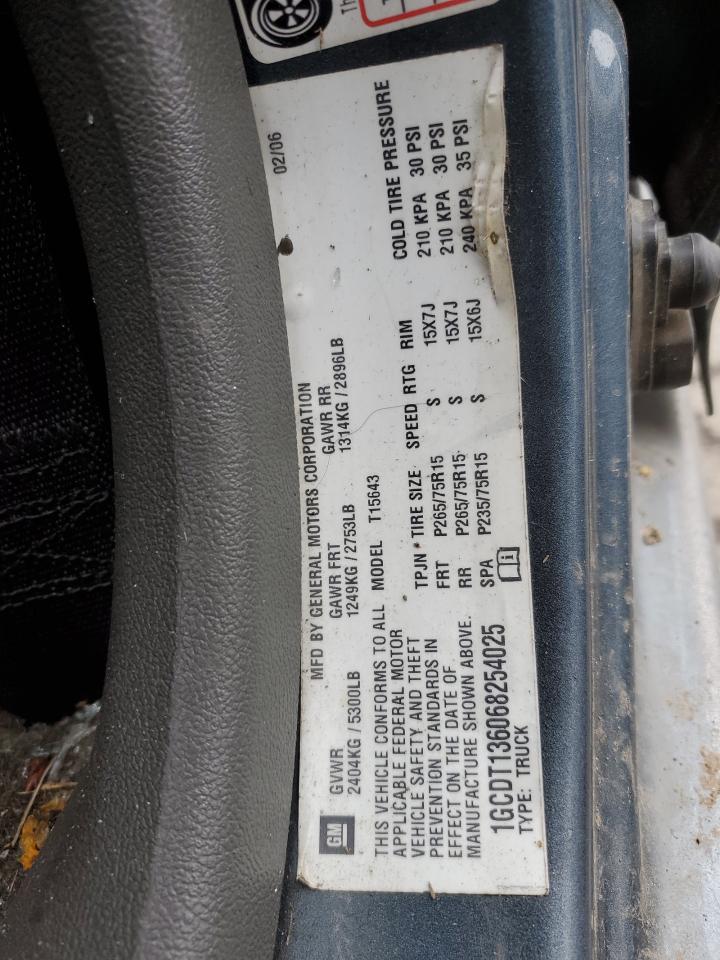 Th
GM
MFD BY GENERAL MOTORS CORPORATION 02/06
GVWR GAWR FRT GAWR RR
2404KG / 5300LB 1249KG / 2753LB 1314KG / 2896LB
THIS VEHICLE CONFORMS TO ALL
APPLICABLE FEDERAL MOTOR
VEHICLE SAFETY AND THEFT
PREVENTION STANDARDS IN
EFFECT ON THE DATE OF
MANUFACTURE SHOWN ABOVE.
1GCDT136068254025
TYPE: TRUCK
MODEL T15643
TPJN TIRE SIZE SPEED RTG RIM COLD TIRE PRESSURE
FRT P265/75R15 S 15X7J 210 KPA 30 PSI
RR P265/75R15 S 15X7J 210 KPA 30 PSI
SPA P235/75R15 S 15X6J 240 KPA 35 PSI